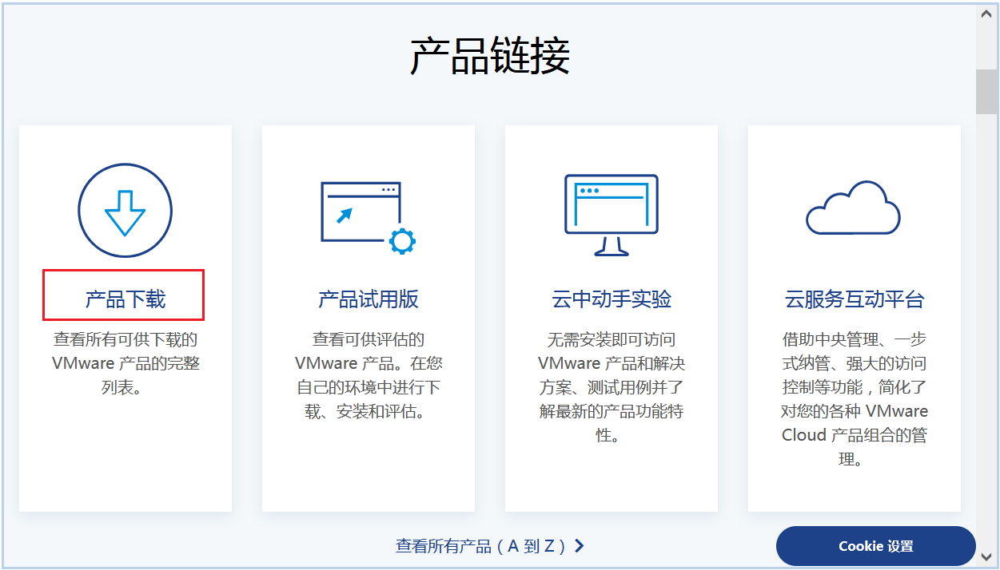 产品链接
产品下载
查看所有可供下载的
VMware 产品的完整
列表。
产品试用版
查看可供评估的
VMware 产品。在您
自己的环境中进行下
载、安装和评估。
云中动手实验
无需安装即可访问
VMware 产品和解决
方案、测试用例并了
解最新的产品功能特
性。
云服务互动平台
借助中央管理、一步
式纳管、强大的访问
控制等功能，简化了
对您的各种 VMware
Cloud 产品组合的管
理。
查看所有产品（A 到 Z）
Cookie 设置